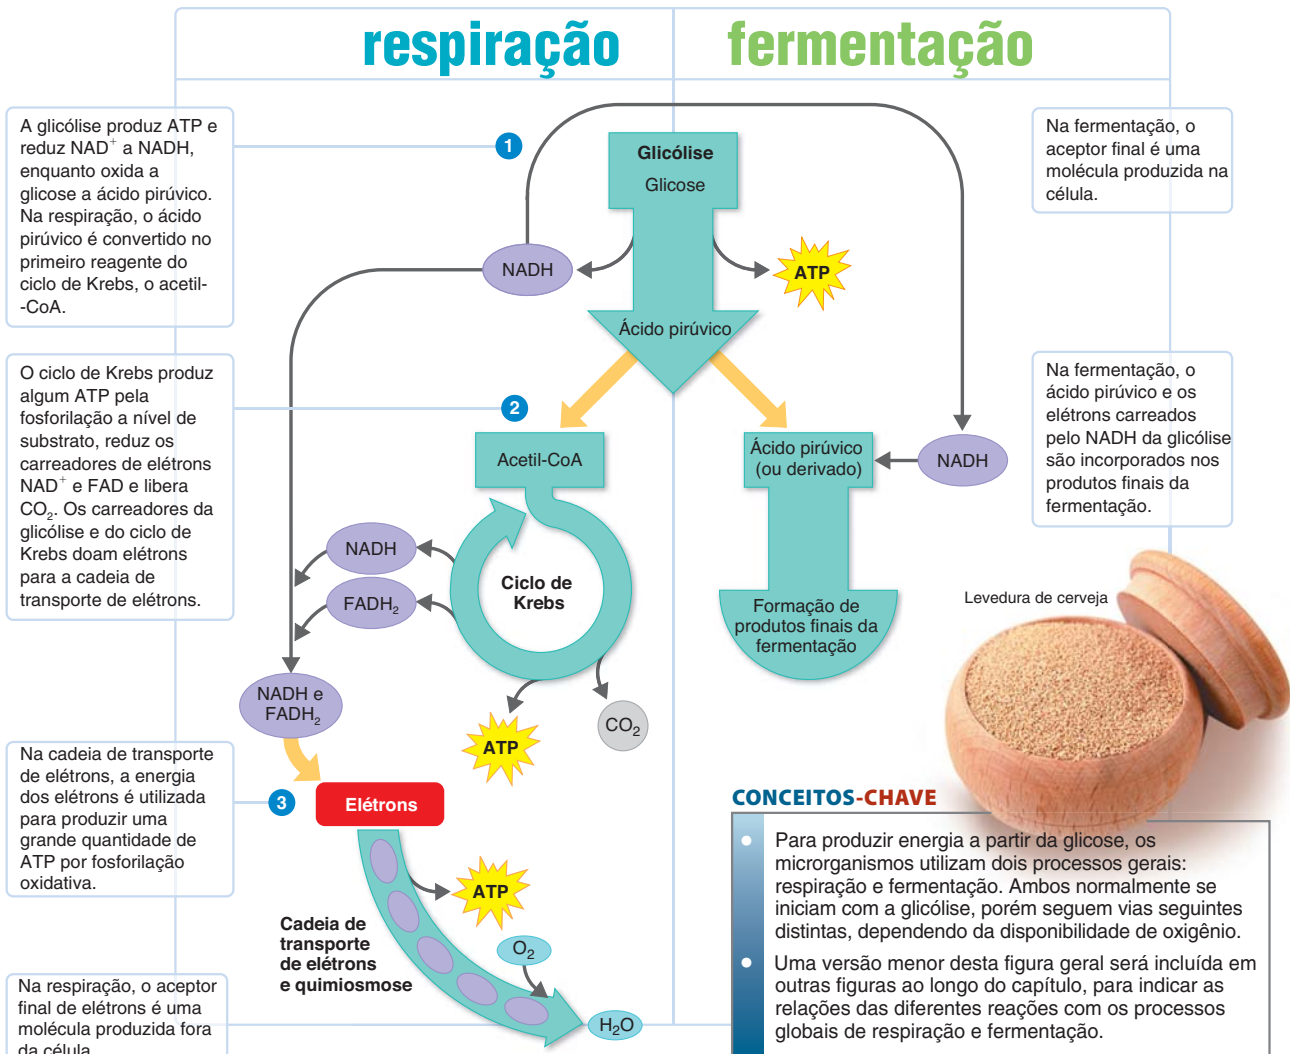 respiração
fermentação
A glicólise produz ATP e
reduz NAD⁺ a NADH,
enquanto oxida a
glicose a ácido pirúvico.
Na respiração, o ácido
pirúvico é convertido no
primeiro reagente do
ciclo de Krebs, o acetil-
-CoA.
1
Glicólise
Glicose
NADH
ATP
Ácido pirúvico
Na fermentação, o
aceptor final é uma
molécula produzida na
célula.
O ciclo de Krebs produz
algum ATP pela
fosforilação a nível de
substrato, reduz os
carreadores de elétrons
NAD⁺ e FAD e libera
CO₂. Os carreadores da
glicólise e do ciclo de
Krebs doam elétrons
para a cadeia de
transporte de elétrons.
2
Acetil-CoA
NADH
FADH₂
Ciclo de
Krebs
NADH e
FADH₂
ATP
CO₂
Ácido pirúvico
(ou derivado)
NADH
Formação de
produtos finais da
fermentação
Na fermentação, o
ácido pirúvico e os
elétrons carreados
pelo NADH da glicólise
são incorporados nos
produtos finais da
fermentação.
Levedura de cerveja
Na cadeia de transporte
de elétrons, a energia
dos elétrons é utilizada
para produzir uma
grande quantidade de
ATP por fosforilação
oxidativa.
3
Elétrons
ATP
Cadeia de
transporte
de elétrons
e quimiosmose
O₂
H₂O
Na respiração, o aceptor
final de elétrons é uma
molécula produzida fora
da célula
CONCEITOS-CHAVE
• Para produzir energia a partir da glicose, os
microrganismos utilizam dois processos gerais:
respiração e fermentação. Ambos normalmente se
iniciam com a glicólise, porém seguem vias seguintes
distintas, dependendo da disponibilidade de oxigênio.
• Uma versão menor desta figura geral será incluída em
outras figuras ao longo do capítulo, para indicar as
relações das diferentes reações com os processos
globais de respiração e fermentação.